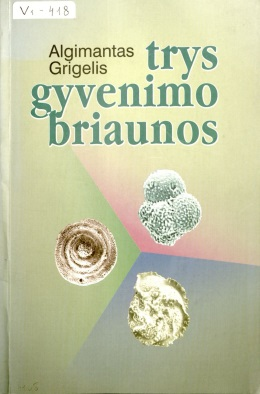 V1-418
Algimantas trys
Grigelis
gyvenimo
briaunos